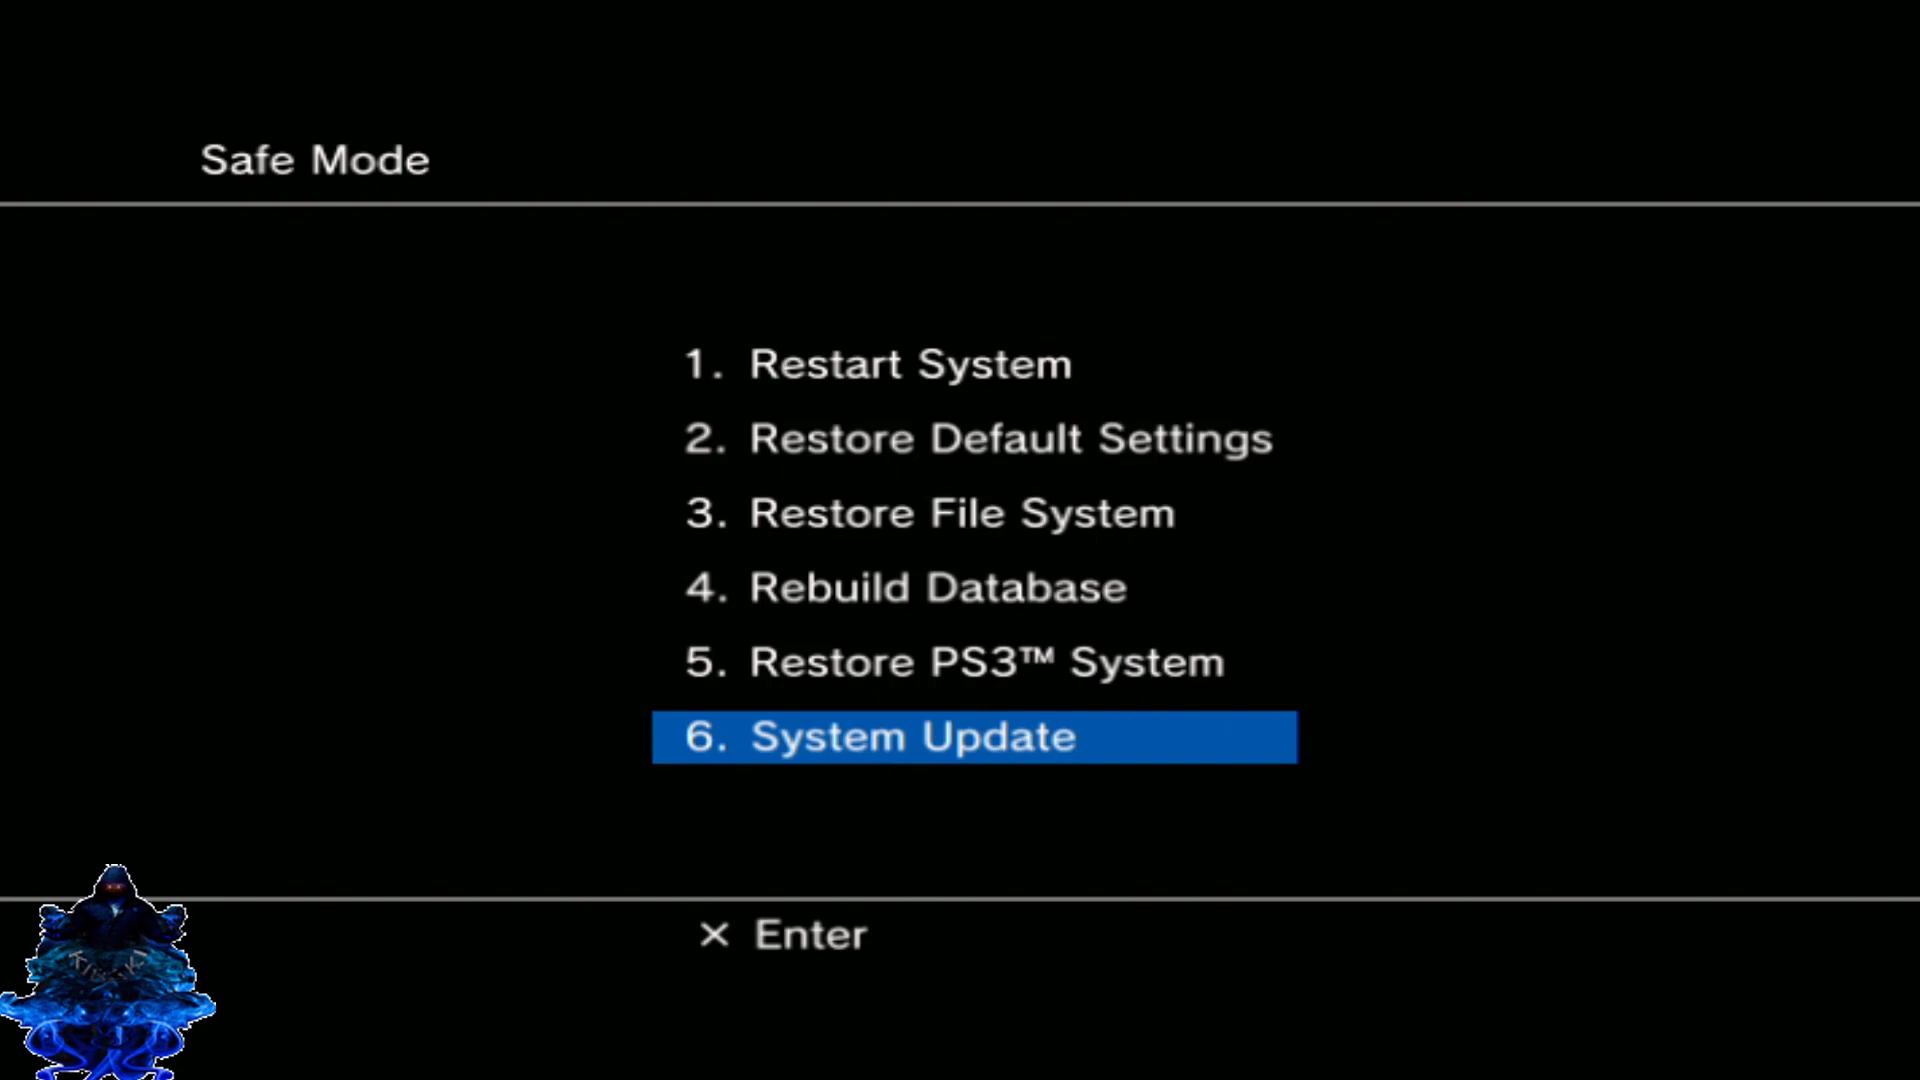 Safe Mode
1. Restart System
2. Restore Default Settings
3. Restore File System
4. Rebuild Database
5. Restore PS3™ System
6. System Update
✕ Enter